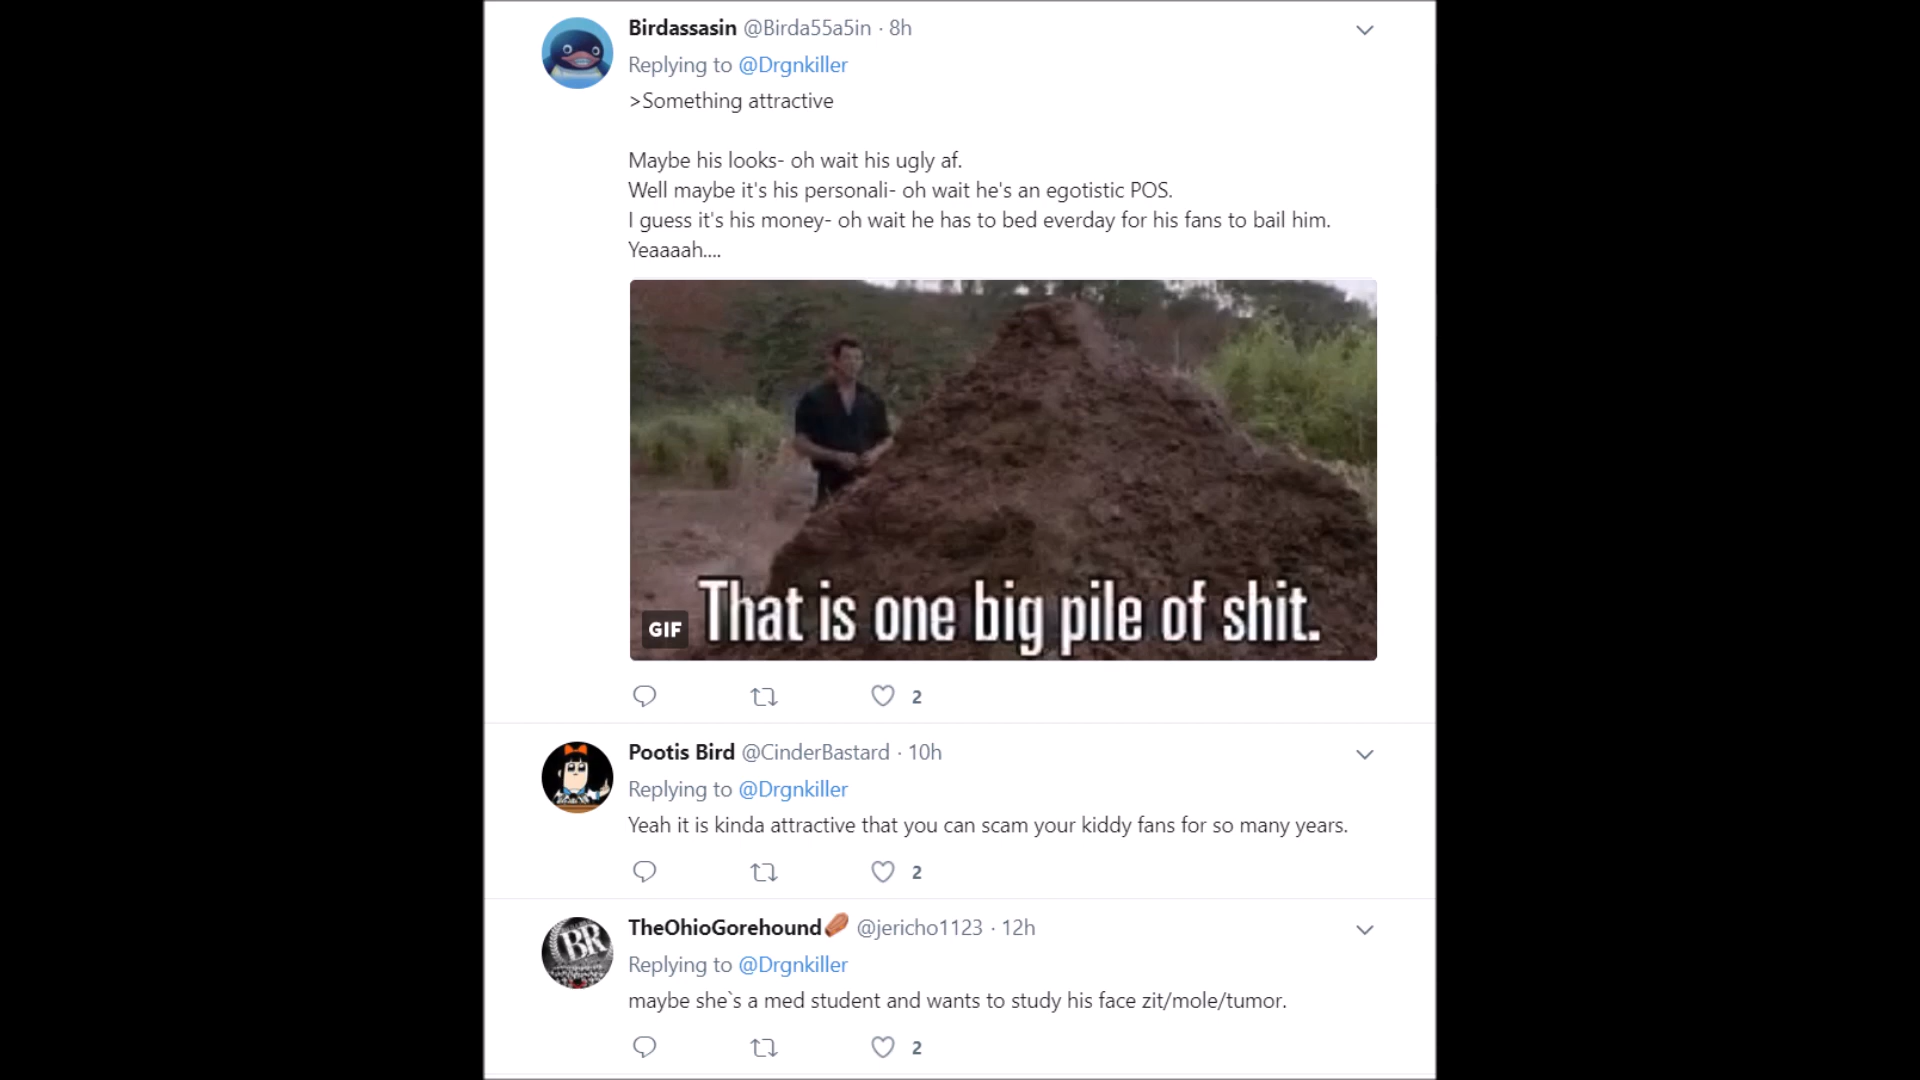 Birdassasin @Birda55a5in · 8h
Replying to @Drgnkiller
>Something attractive
Maybe his looks- oh wait his ugly af.
Well maybe it's his personali- oh wait he's an egotistic POS.
I guess it's his money- oh wait he has to bed everday for his fans to bail him.
Yeaaaah....
That is one big pile of shit.
GIF
2
Pootis Bird @CinderBastard · 10h
Replying to @Drgnkiller
Yeah it is kinda attractive that you can scam your kiddy fans for so many years.
2
BR
TheOhioGorehound @jericho1123 · 12h
Replying to @Drgnkiller
maybe she`s a med student and wants to study his face zit/mole/tumor.
2